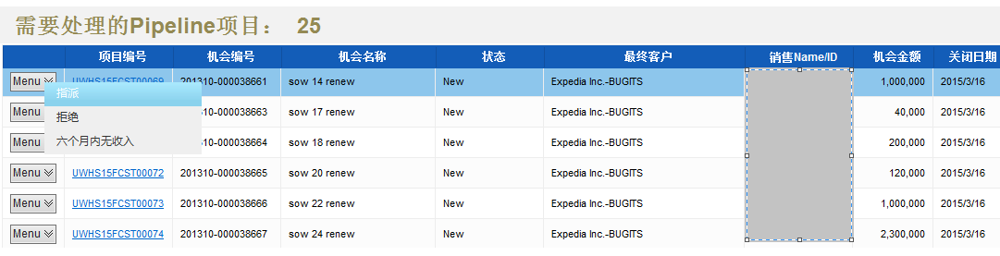 需要处理的Pipeline项目： 25
项目编号 机会编号 机会名称 状态 最终客户 销售Name/ID 机会金额 关闭日期
Menu UWHS15FCST00069 201310-000038661 sow 14 renew New Expedia Inc.-BUGITS 1,000,000 2015/3/16
指派
Menu 201310-000038663 sow 17 renew New Expedia Inc.-BUGITS 40,000 2015/3/16
拒绝
Menu 201310-000038664 sow 18 renew New Expedia Inc.-BUGITS 200,000 2015/3/16
六个月内无收入
Menu UWHS15FCST00072 201310-000038665 sow 20 renew New Expedia Inc.-BUGITS 120,000 2015/3/16
Menu UWHS15FCST00073 201310-000038666 sow 22 renew New Expedia Inc.-BUGITS 1,000,000 2015/3/16
Menu UWHS15FCST00074 201310-000038667 sow 24 renew New Expedia Inc.-BUGITS 2,300,000 2015/3/16